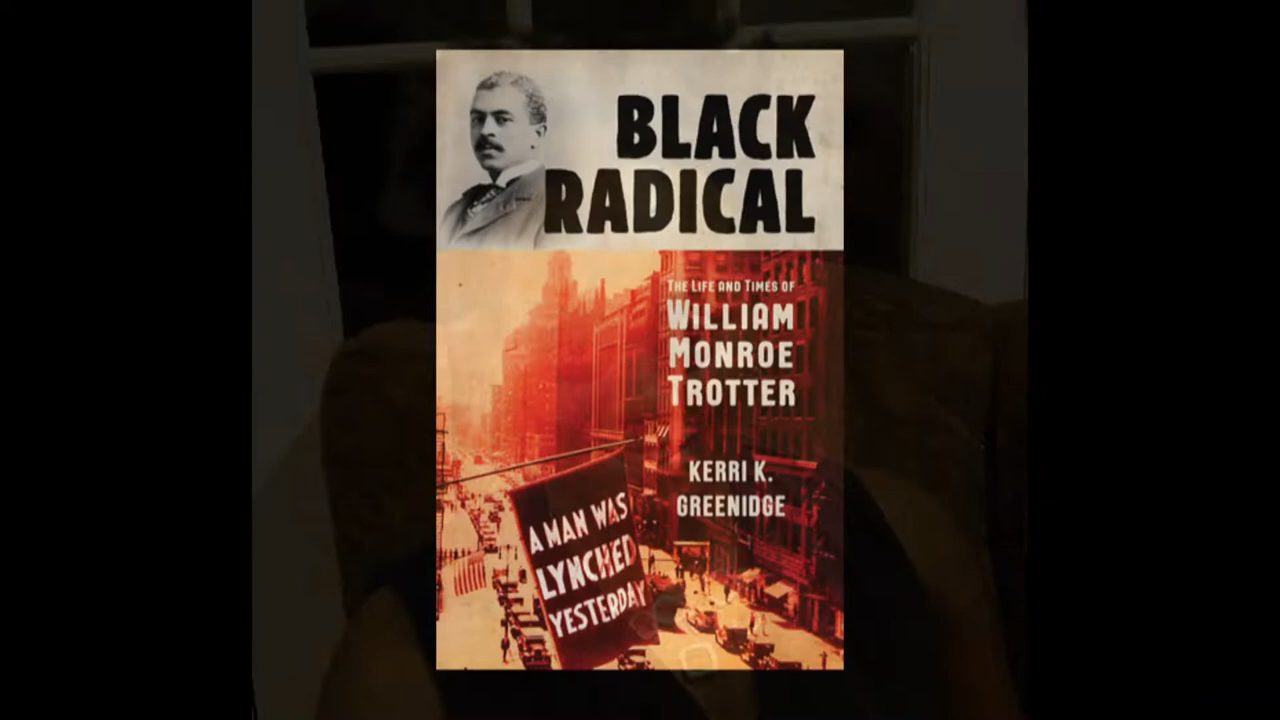 BLACK
RADICAL
THE LIFE AND TIMES OF
WILLIAM
MONROE
TROTTER
KERRI K.
GREENIDGE
A MAN WAS
LYNCHED
YESTERDAY